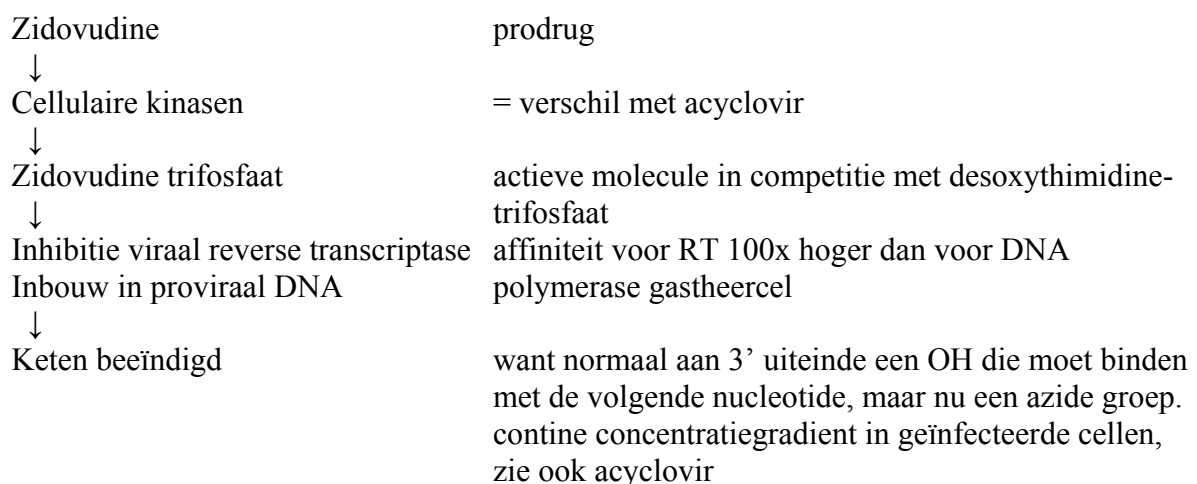 Zidovudine prodrug
↓
Cellulaire kinasen = verschil met acyclovir
↓
Zidovudine trifosfaat actieve molecule in competitie met desoxythimidine-
↓ trifosfaat
Inhibitie viraal reverse transcriptase affiniteit voor RT 100x hoger dan voor DNA
Inbouw in proviraal DNA polymerase gastheercel
↓
Keten beeïndigd want normaal aan 3’ uiteinde een OH die moet binden
met de volgende nucleotide, maar nu een azide groep.
contine concentratiegradient in geïnfecteerde cellen,
zie ook acyclovir